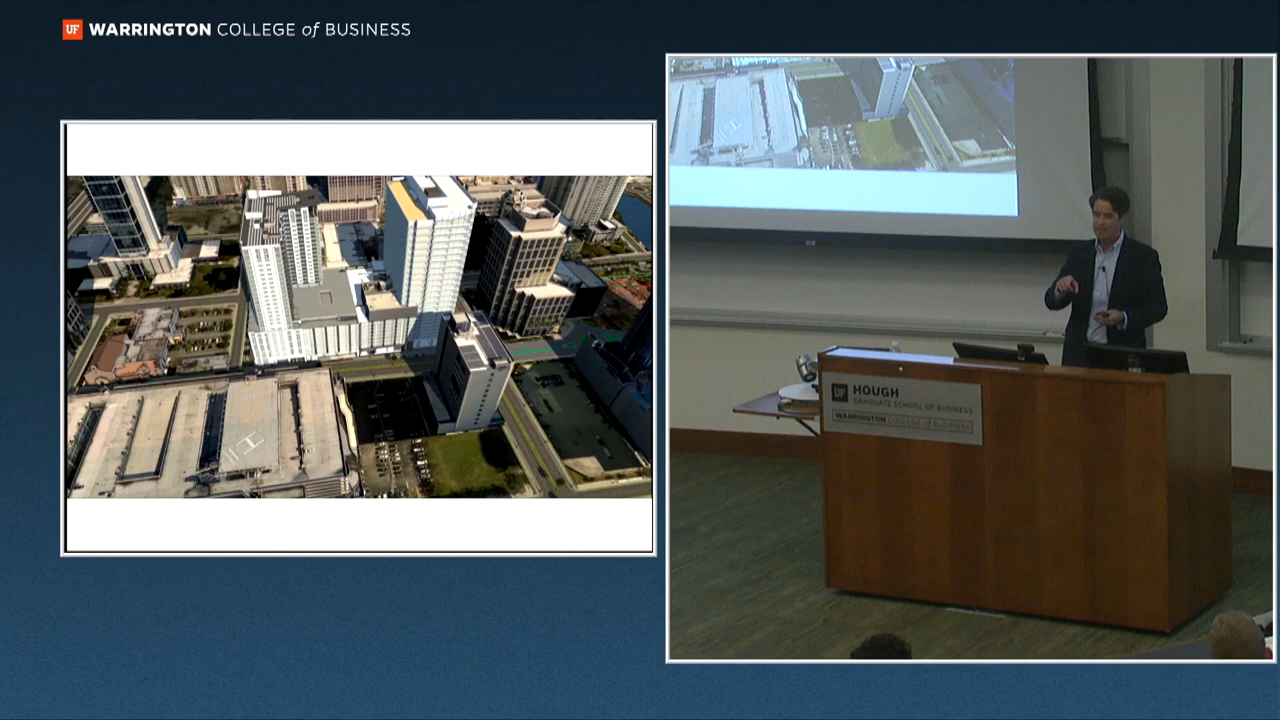 UF WARRINGTON COLLEGE of BUSINESS
UF HOUGH
GRADUATE SCHOOL OF BUSINESS
WARRINGTON COLLEGE OF BUSINESS
H